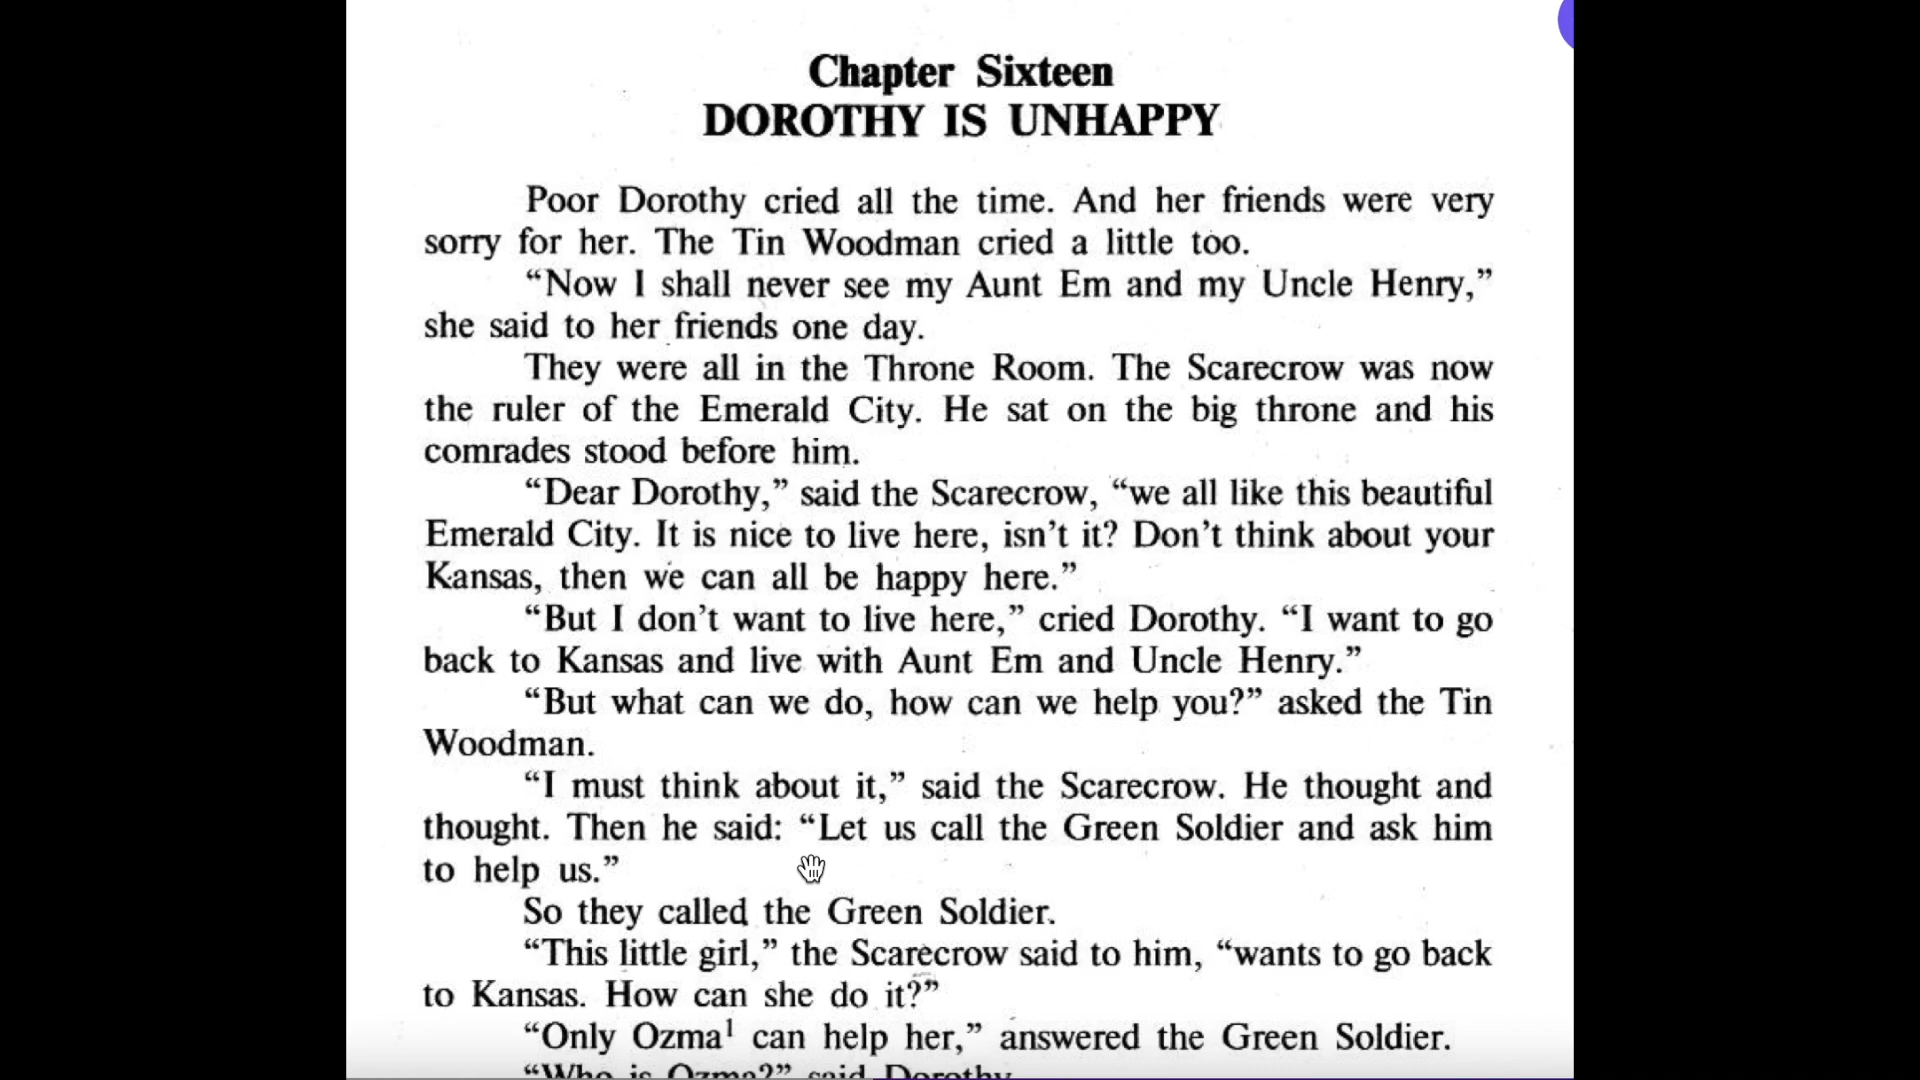 Chapter Sixteen
DOROTHY IS UNHAPPY
Poor Dorothy cried all the time. And her friends were very
sorry for her. The Tin Woodman cried a little too.
“Now I shall never see my Aunt Em and my Uncle Henry,”
she said to her friends one day.
They were all in the Throne Room. The Scarecrow was now
the ruler of the Emerald City. He sat on the big throne and his
comrades stood before him.
“Dear Dorothy,” said the Scarecrow, “we all like this beautiful
Emerald City. It is nice to live here, isn’t it? Don’t think about your
Kansas, then we can all be happy here.”
“But I don’t want to live here,” cried Dorothy. “I want to go
back to Kansas and live with Aunt Em and Uncle Henry.”
“But what can we do, how can we help you?” asked the Tin
Woodman.
“I must think about it,” said the Scarecrow. He thought and
thought. Then he said: “Let us call the Green Soldier and ask him
to help us.”
So they called the Green Soldier.
“This little girl,” the Scarecrow said to him, “wants to go back
to Kansas. How can she do it?”
“Only Ozma¹ can help her,” answered the Green Soldier.
“Who is Ozma?” said Dorothy